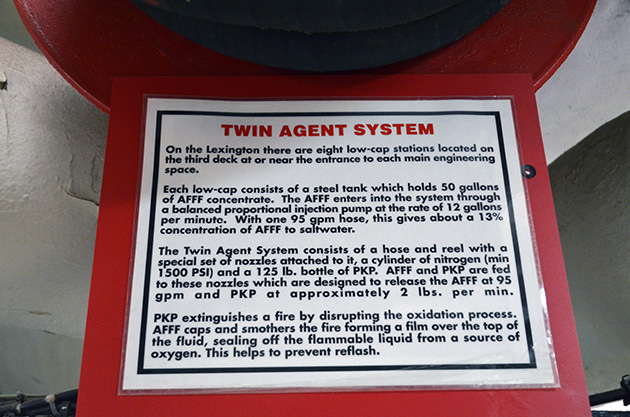 TWIN AGENT SYSTEM
On the Lexington there are eight low-cap stations located on
the third deck at or near the entrance to each main engineering
space.
Each low-cap consists of a steel tank which holds 50 gallons
of AFFF concentrate. The AFFF enters into the system through
a balanced proportional injection pump at the rate of 12 gallons
per minute. With one 95 gpm hose, this gives about a 13%
concentration of AFFF to saltwater.
The Twin Agent System consists of a hose and reel with a
special set of nozzles attached to it, a cylinder of nitrogen (min
1500 PSI) and a 125 lb. bottle of PKP. AFFF and PKP are fed
to these nozzles which are designed to release the AFFF at 95
gpm and PKP at approximately 2 lbs. per min.
PKP extinguishes a fire by disrupting the oxidation process.
AFFF caps and smothers the fire forming a film over the top of
the fluid, sealing off the flammable liquid from a source of
oxygen. This helps to prevent reflash.